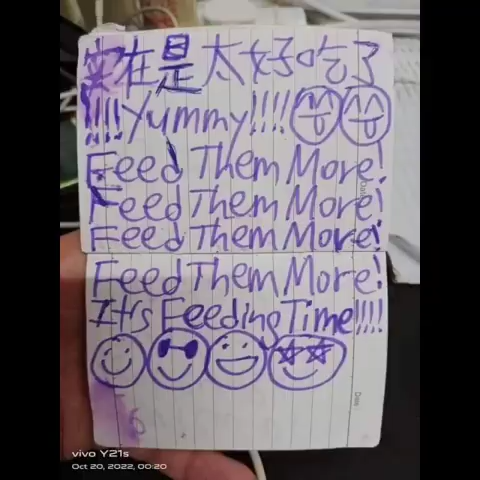 实在是太好吃了
!!!!Yummy!!!!
Feed Them More!
Feed Them More!
Feed Them More!
Feed Them More!
It's Feeding Time!!!!
Date
vivo Y21s
Oct 20, 2022, 00:20